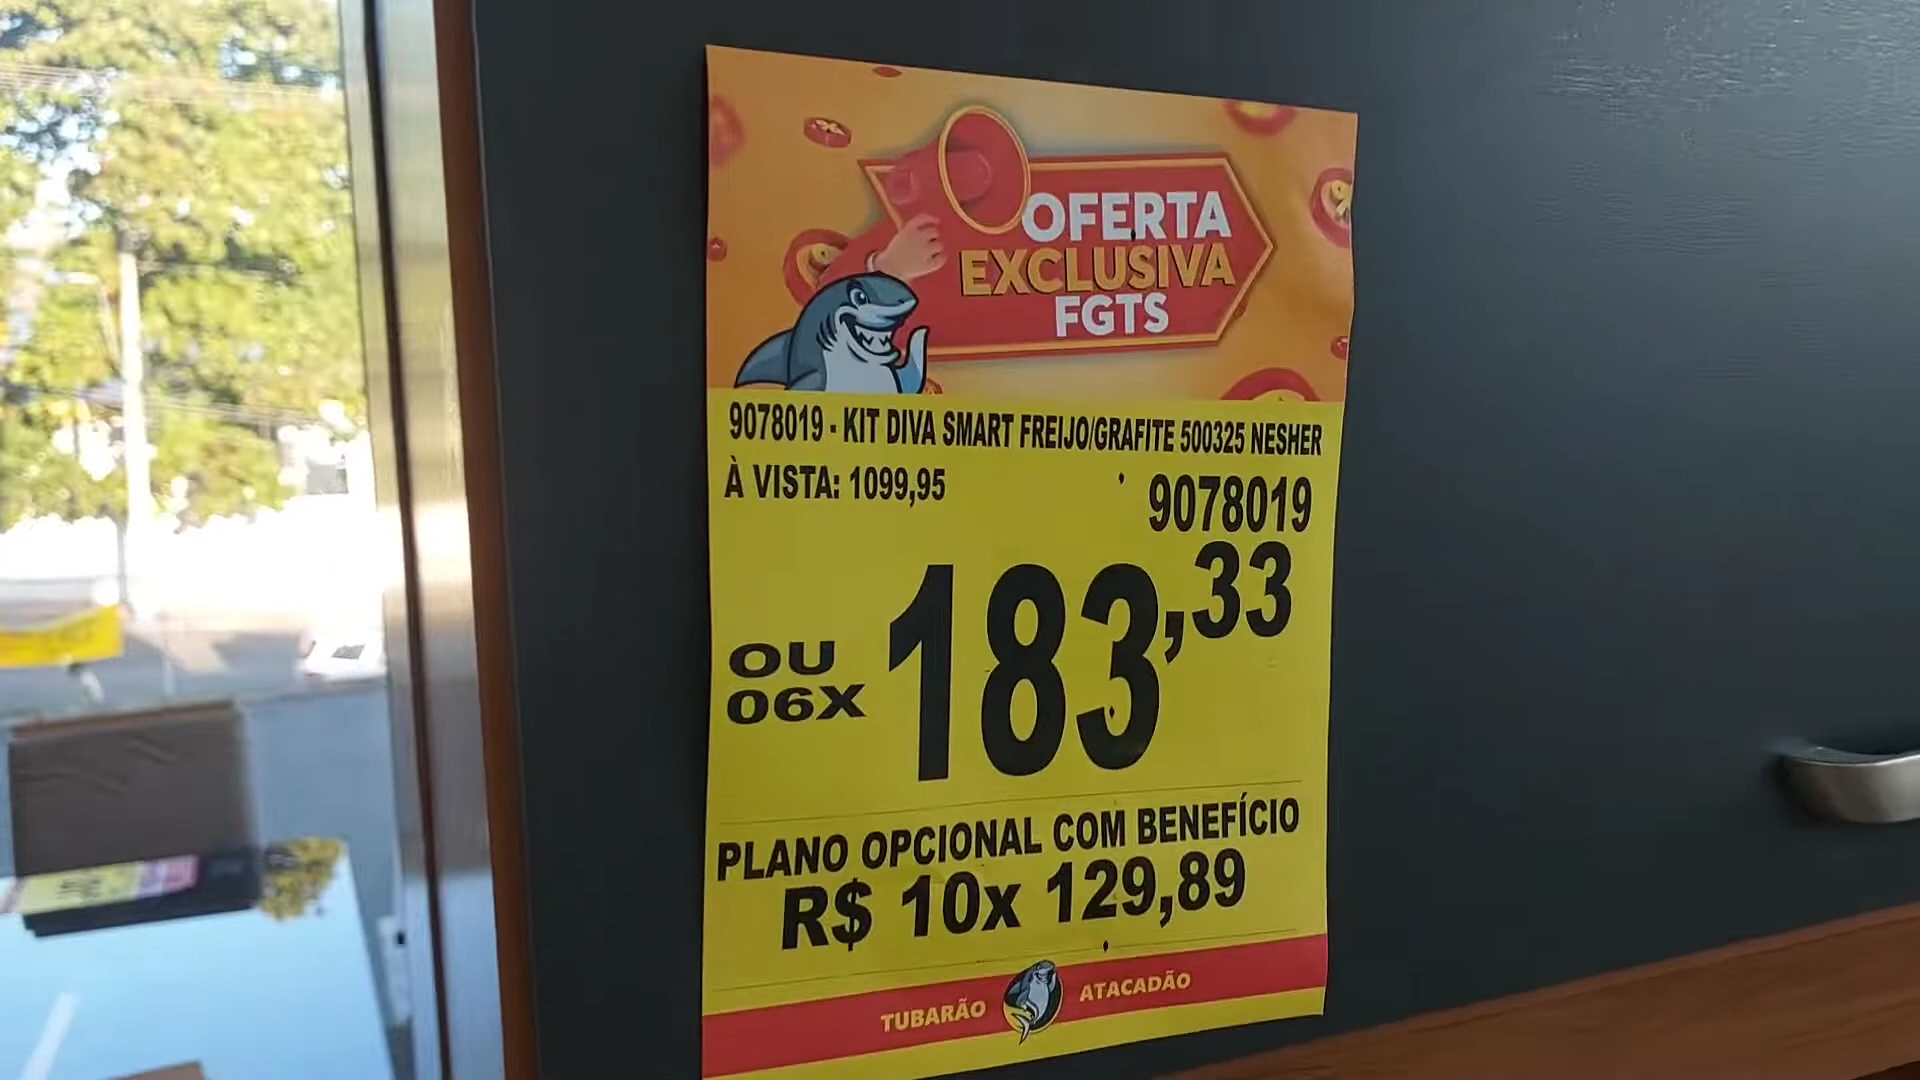 OFERTA
EXCLUSIVA
FGTS
9078019 - KIT DIVA SMART FREIJO/GRAFITE 500325 NESHER
À VISTA: 1099,95
9078019
OU
06X
183,33
PLANO OPCIONAL COM BENEFÍCIO
R$ 10x 129,89
TUBARÃO ATACADÃO